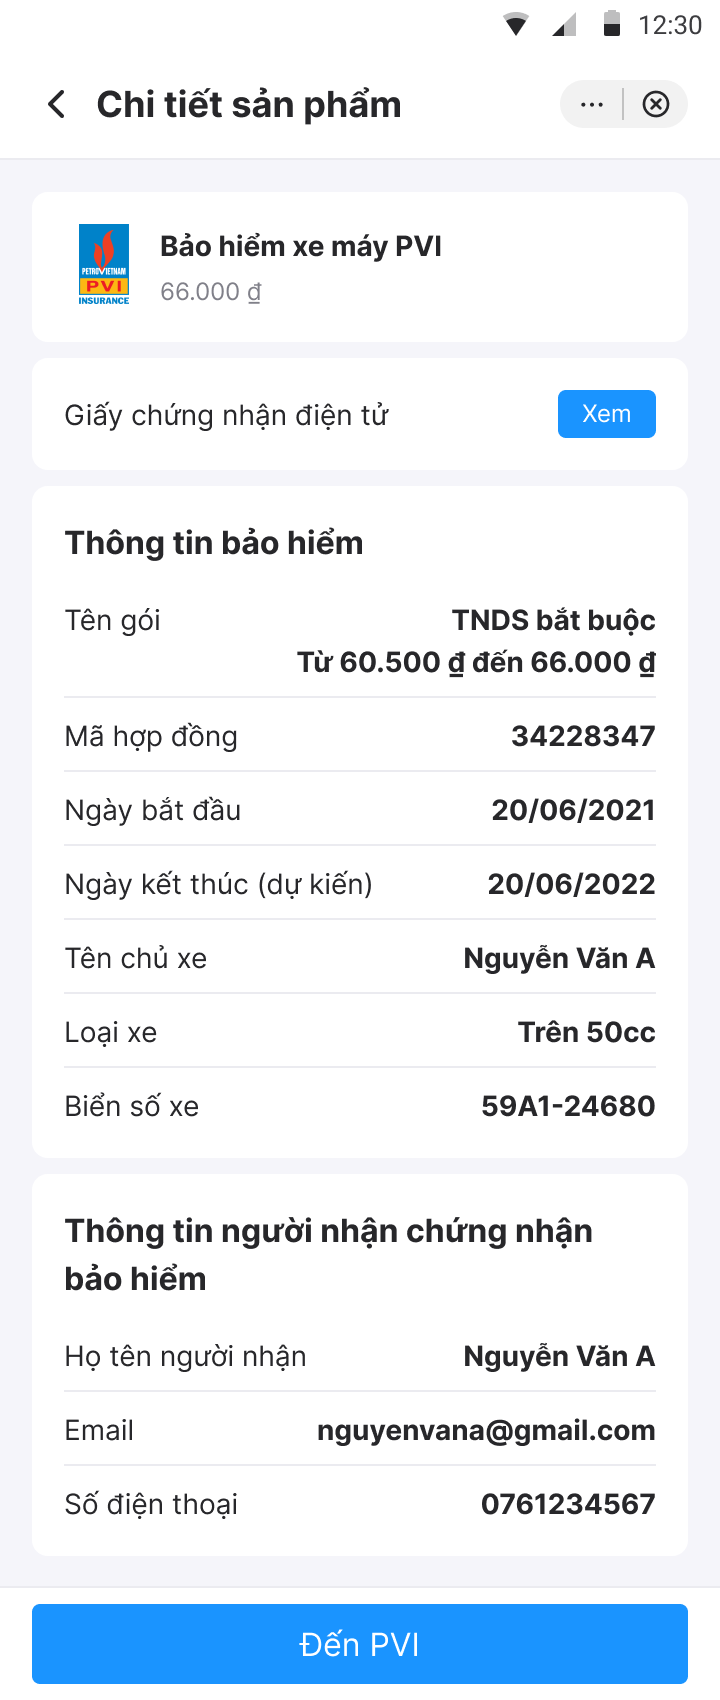 12:30
Chi tiết sản phẩm
PETROVIETNAM
PVI
INSURANCE
Bảo hiểm xe máy PVI
66.000 ₫
Giấy chứng nhận điện tử
Xem
Thông tin bảo hiểm
Tên gói
TNDS bắt buộc
Từ 60.500 ₫ đến 66.000 ₫
Mã hợp đồng
34228347
Ngày bắt đầu
20/06/2021
Ngày kết thúc (dự kiến)
20/06/2022
Tên chủ xe
Nguyễn Văn A
Loại xe
Trên 50cc
Biển số xe
59A1-24680
Thông tin người nhận chứng nhận
bảo hiểm
Họ tên người nhận
Nguyễn Văn A
Email
nguyenvana@gmail.com
Số điện thoại
0761234567
Đến PVI